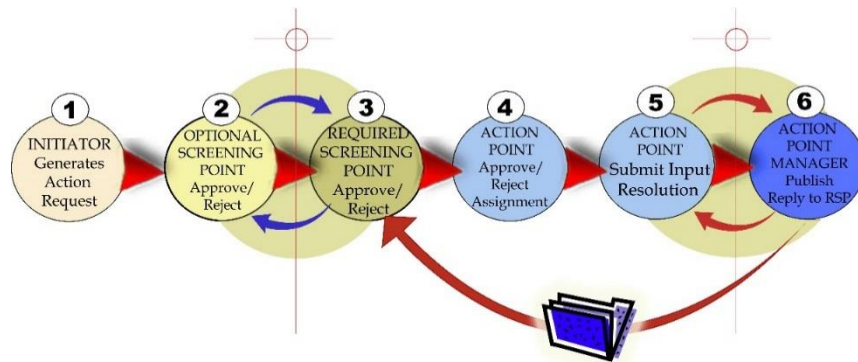 1
INITIATOR
Generates
Action
Request
2
OPTIONAL
SCREENING
POINT
Approve/
Reject
3
REQUIRED
SCREENING
POINT
Approve/
Reject
4
ACTION
POINT
Approve/
Reject
Assignment
5
ACTION
POINT
Submit Input
Resolution
6
ACTION
POINT
MANAGER
Publish
Reply to RSP